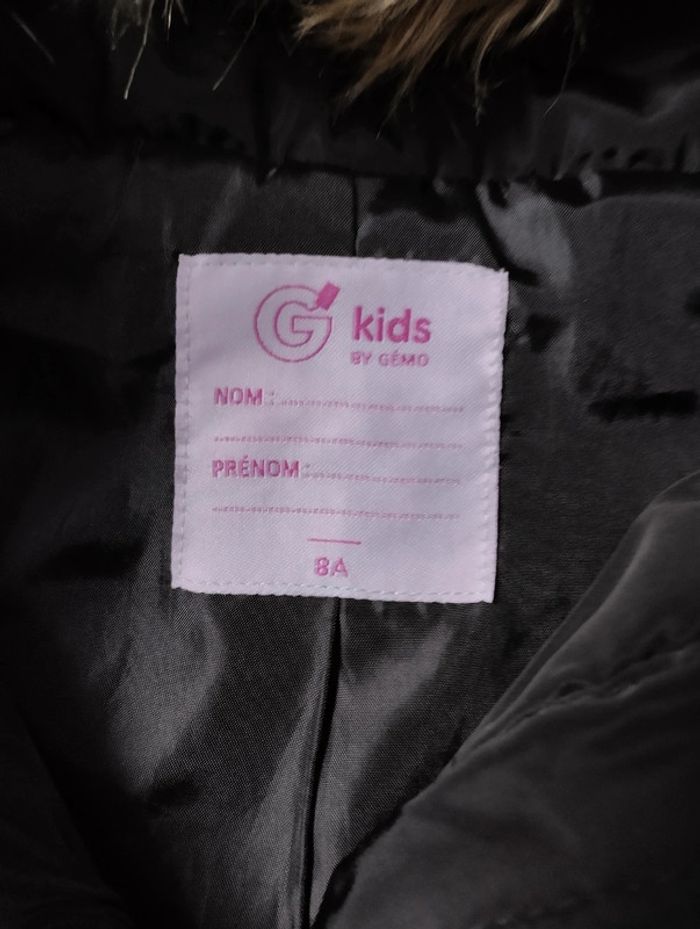 G kids
BY GÉMO
NOM :
PRÉNOM :
8A